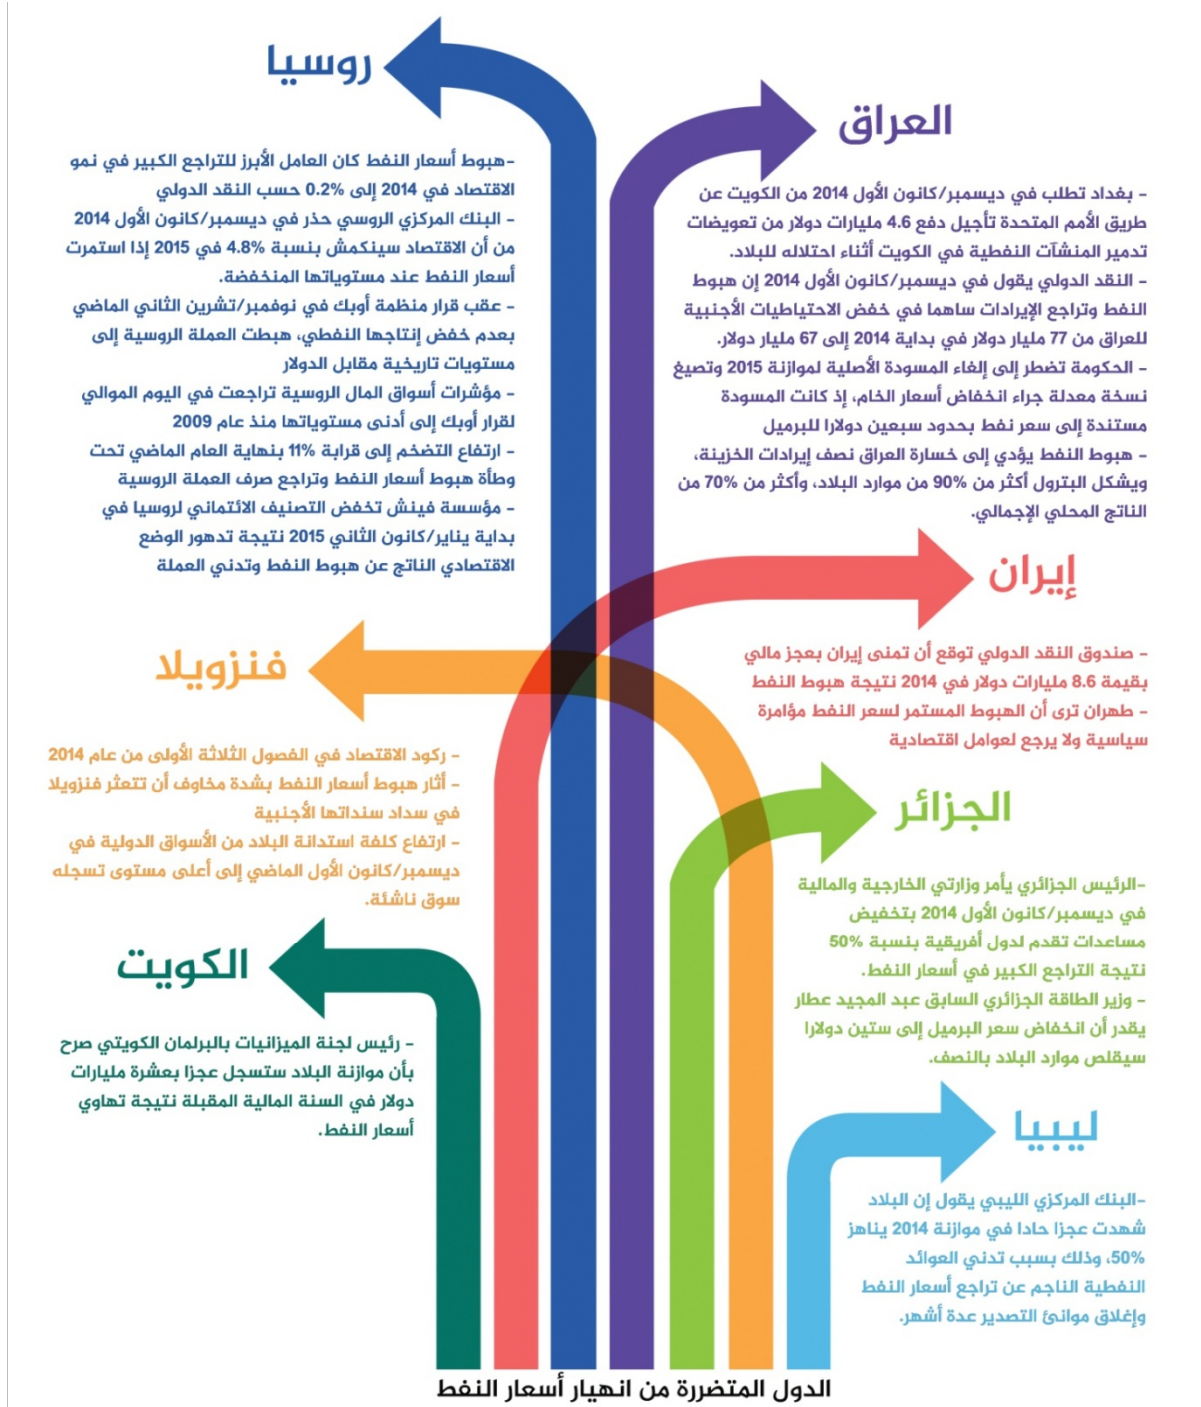 روسيا
-هبوط أسعار النفط كان العامل الأبرز للتراجع الكبير في نمو
الاقتصاد في 2014 إلى 0.2% حسب النقد الدولي
- البنك المركزي الروسي حذر في ديسمبر/كانون الأول 2014
من أن الاقتصاد سينكمش بنسبة 4.8% في 2015 إذا استمرت
أسعار النفط عند مستوياتها المنخفضة.
- عقب قرار منظمة أوبك في نوفمبر/تشرين الثاني الماضي
بعدم خفض إنتاجها النفطي، هبطت العملة الروسية إلى
مستويات تاريخية مقابل الدولار
- مؤشرات أسواق المال الروسية تراجعت في اليوم الموالي
لقرار أوبك إلى أدنى مستوياتها منذ عام 2009
- ارتفاع التضخم إلى قرابة 11% بنهاية العام الماضي تحت
وطأة هبوط أسعار النفط وتراجع صرف العملة الروسية
- مؤسسة فيتش تخفض التصنيف الائتماني لروسيا في
بداية يناير/كانون الثاني 2015 نتيجة تدهور الوضع
الاقتصادي الناتج عن هبوط النفط وتدني العملة
العراق
- بغداد تطلب في ديسمبر/كانون الأول 2014 من الكويت عن
طريق الأمم المتحدة تأجيل دفع 4.6 مليارات دولار من تعويضات
تدمير المنشآت النفطية في الكويت أثناء احتلاله للبلاد.
- النقد الدولي يقول في ديسمبر/كانون الأول 2014 إن هبوط
النفط وتراجع الإيرادات ساهما في خفض الاحتياطيات الأجنبية
للعراق من 77 مليار دولار في بداية 2014 إلى 67 مليار دولار.
- الحكومة تضطر إلى إلغاء المسودة الأصلية لموازنة 2015 وتصيغ
نسخة معدلة جراء انخفاض أسعار الخام، إذ كانت المسودة
مستندة إلى سعر نفط بحدود سبعين دولارا للبرميل
- هبوط النفط يؤدي إلى خسارة العراق نصف إيرادات الخزينة،
ويشكل البترول أكثر من 90% من موارد البلاد، وأكثر من 70% من
الناتج المحلي الإجمالي.
إيران
- صندوق النقد الدولي توقع أن تمنى إيران بعجز مالي
بقيمة 8.6 مليارات دولار في 2014 نتيجة هبوط النفط
- طهران ترى أن الهبوط المستمر لسعر النفط مؤامرة
سياسية ولا يرجع لعوامل اقتصادية
فنزويلا
- ركود الاقتصاد في الفصول الثلاثة الأولى من عام 2014
- أثار هبوط أسعار النفط بشدة مخاوف أن تتعثر فنزويلا
في سداد سنداتها الأجنبية
- ارتفاع كلفة استدانة البلاد من الأسواق الدولية في
ديسمبر/كانون الأول الماضي إلى أعلى مستوى تسجله
سوق ناشئة.
الجزائر
-الرئيس الجزائري يأمر وزارتي الخارجية والمالية
في ديسمبر/كانون الأول 2014 بتخفيض
مساعدات تقدم لدول أفريقية بنسبة 50%
نتيجة التراجع الكبير في أسعار النفط.
- وزير الطاقة الجزائري السابق عبد المجيد عطار
يقدر أن انخفاض سعر البرميل إلى ستين دولارا
سيقلص موارد البلاد بالنصف.
الكويت
- رئيس لجنة الميزانيات بالبرلمان الكويتي صرح
بأن موازنة البلاد ستسجل عجزا بعشرة مليارات
دولار في السنة المالية المقبلة نتيجة تهاوي
أسعار النفط.
ليبيا
-البنك المركزي الليبي يقول إن البلاد
شهدت عجزا حادا في موازنة 2014 يناهز
50%، وذلك بسبب تدني العوائد
النفطية الناجم عن تراجع أسعار النفط
وإغلاق موانئ التصدير عدة أشهر.
الدول المتضررة من انهيار أسعار النفط